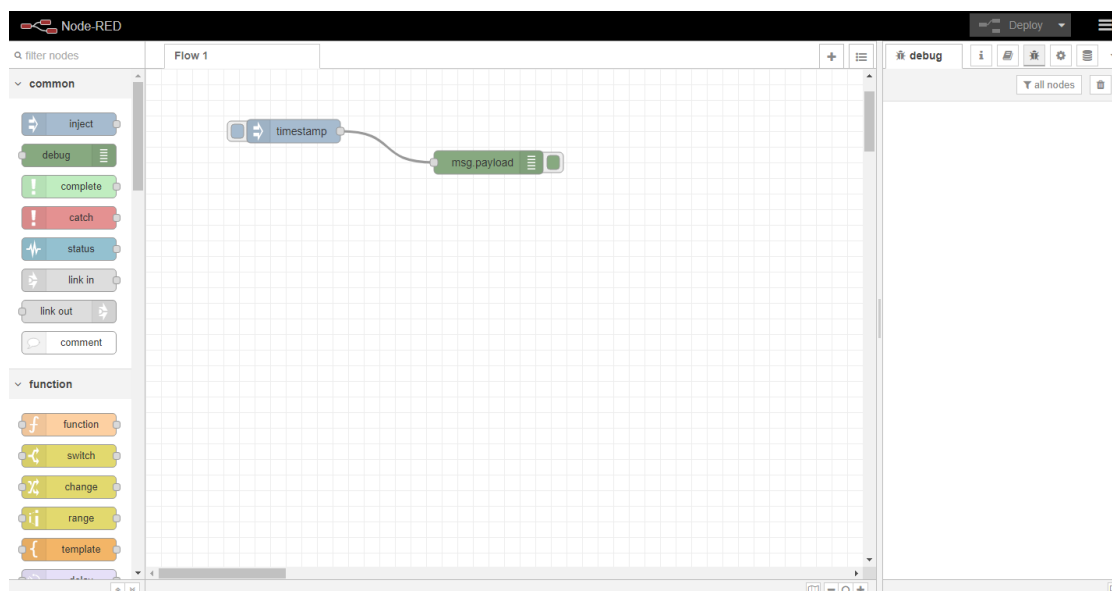 Node-RED
Deploy
filter nodes
Flow 1
debug
i
common
all nodes
inject
debug
complete
catch
status
link in
link out
comment
function
function
switch
change
range
template
timestamp
msg.payload